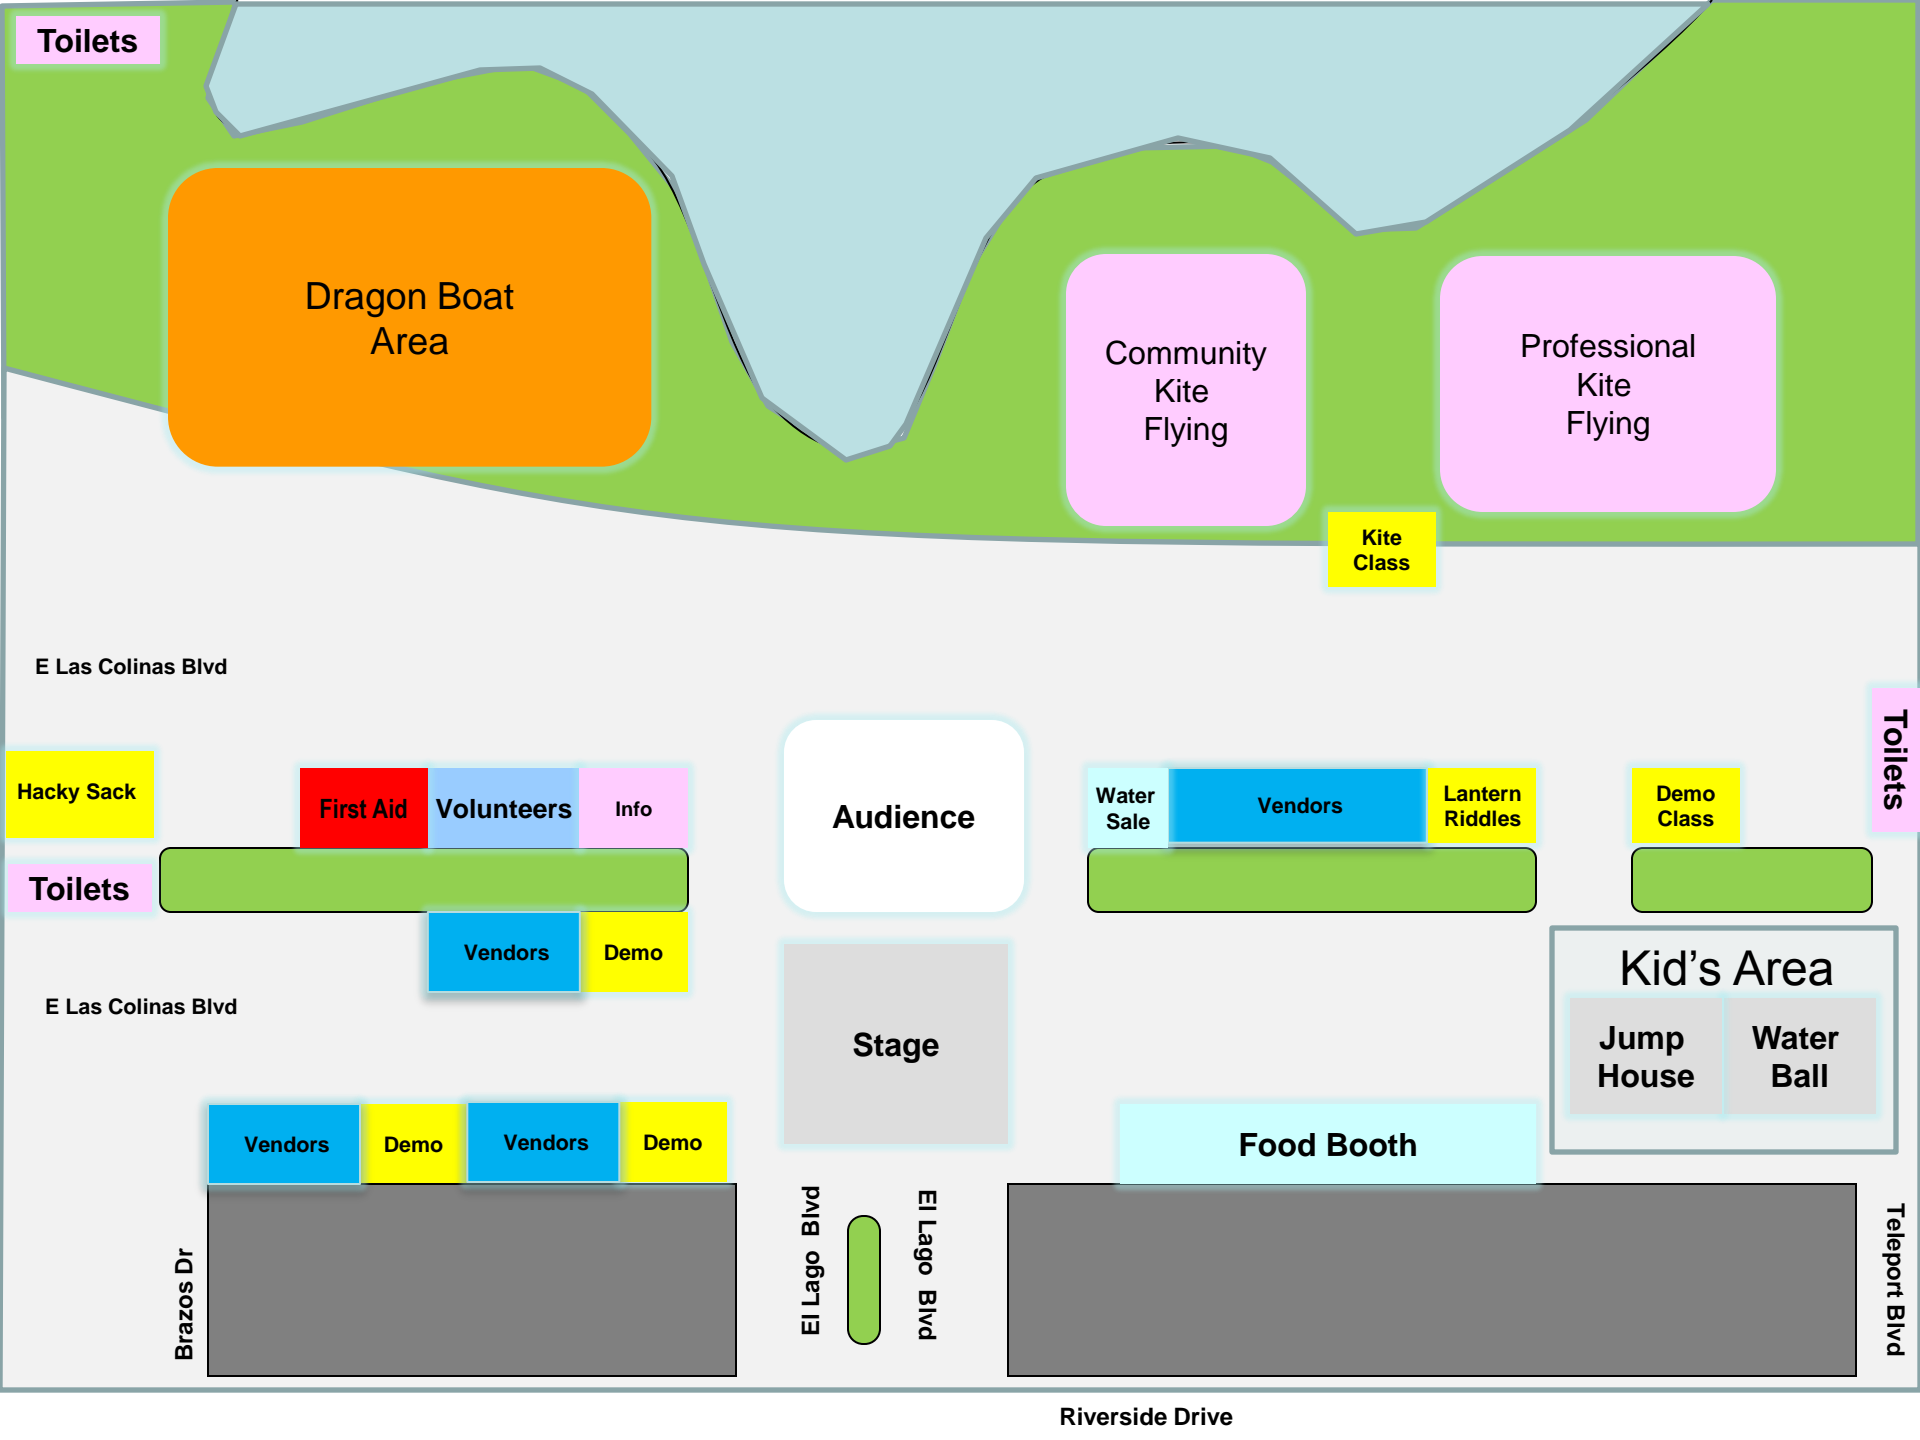 Toilets
Dragon Boat
Area
Community
Kite
Flying
Professional
Kite
Flying
Kite
Class
E Las Colinas Blvd
Toilets
Hacky Sack
First Aid
Volunteers
Info
Audience
Water
Sale
Vendors
Lantern
Riddles
Demo
Class
Toilets
Vendors
Demo
E Las Colinas Blvd
Stage
Kid's Area
Jump
House
Water
Ball
Vendors
Demo
Vendors
Demo
Food Booth
Brazos Dr
El Lago Blvd
El Lago Blvd
Teleport Blvd
Riverside Drive